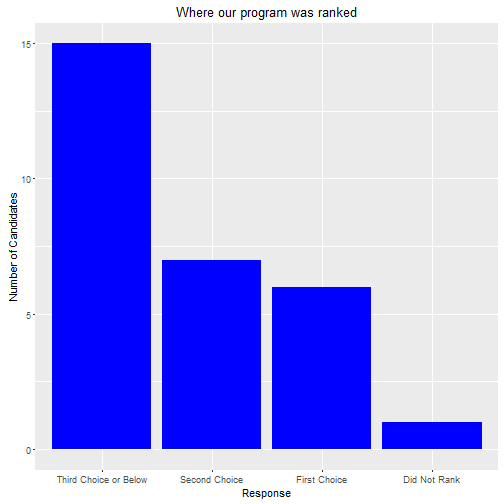 Where our program was ranked
Number of Candidates
15
10
5
0
Third Choice or Below
Second Choice
First Choice
Did Not Rank
Response